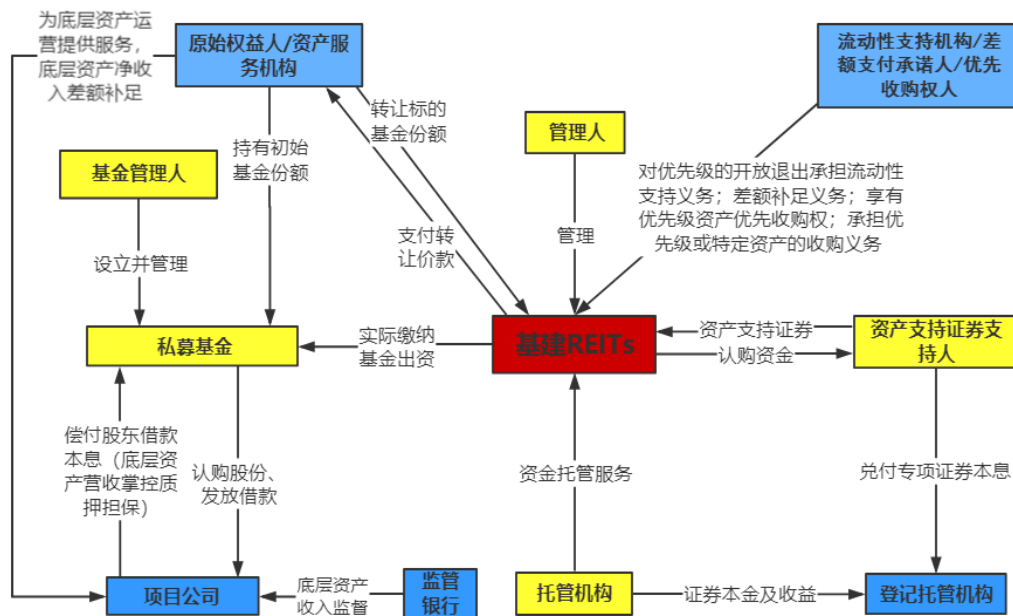 为底层资产运
营提供服务，
底层资产净收
入差额补足
原始权益人/资产服
务机构
流动性支持机构/差
额支付承诺人/优先
收购权人
转让标的
基金份额
管理人
持有初始
基金份额
基金管理人
对优先级的开放退出承担流动性
支持义务；差额补足义务；享有
优先级资产优先收购权；承担优
先级或特定资产的收购义务
支付转
让价款
管理
设立并管理
私募基金
实际缴纳
基金出资
基建REITs
资产支持证券
认购资金
资产支持证券支
持人
偿付股东借款
本息（底层资
产营收掌控质
押担保）
认购股份、
发放借款
资金托管服务
兑付专项证券本息
项目公司
底层资产
收入监督
监管
银行
托管机构
证券本金及收益
登记托管机构